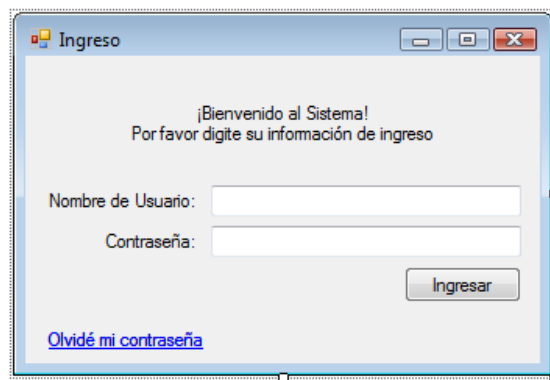 Ingreso
¡Bienvenido al Sistema!
Por favor digite su información de ingreso
Nombre de Usuario:
Contraseña:
Ingresar
Olvidé mi contraseña